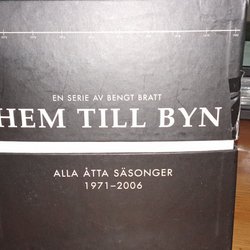 EN SERIE AV BENGT BRATT
HEM TILL BYN
ALLA ÅTTA SÄSONGER
1971–2006